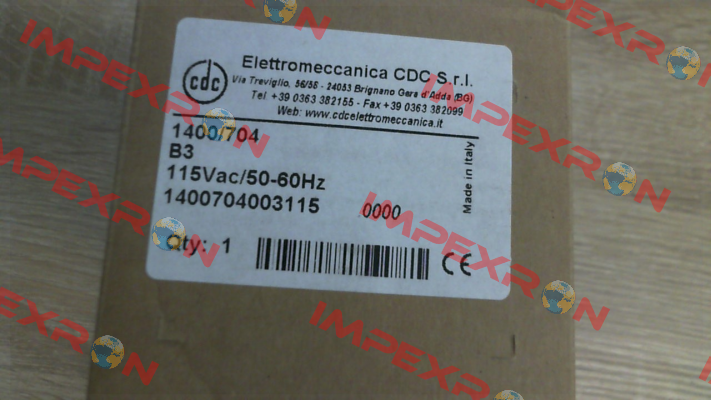 cdc
Elettromeccanica CDC S.r.l.
Via Treviglio, 56/58 - 24053 Brignano Gera d'Adda (BG)
Tel. +39 0363 382155 - Fax +39 0363 382099
Web: www.cdcelettromeccanica.it
1400/704
B3
115Vac/50-60Hz
1400704003115 0000
Qty: 1
Made in Italy
CE
IMPEXRON
IMPEXRON
IMPEXRON
IMPEXRON
IMPEXRON
IMPEXRON